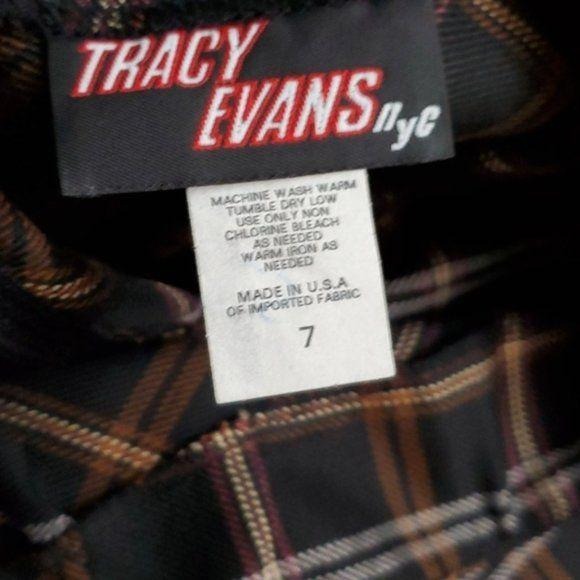 TRACY
EVANS nyc
MACHINE WASH WARM
TUMBLE DRY LOW
USE ONLY NON
CHLORINE BLEACH
AS NEEDED
WARM IRON AS
NEEDED
MADE IN U.S.A
OF IMPORTED FABRIC
7